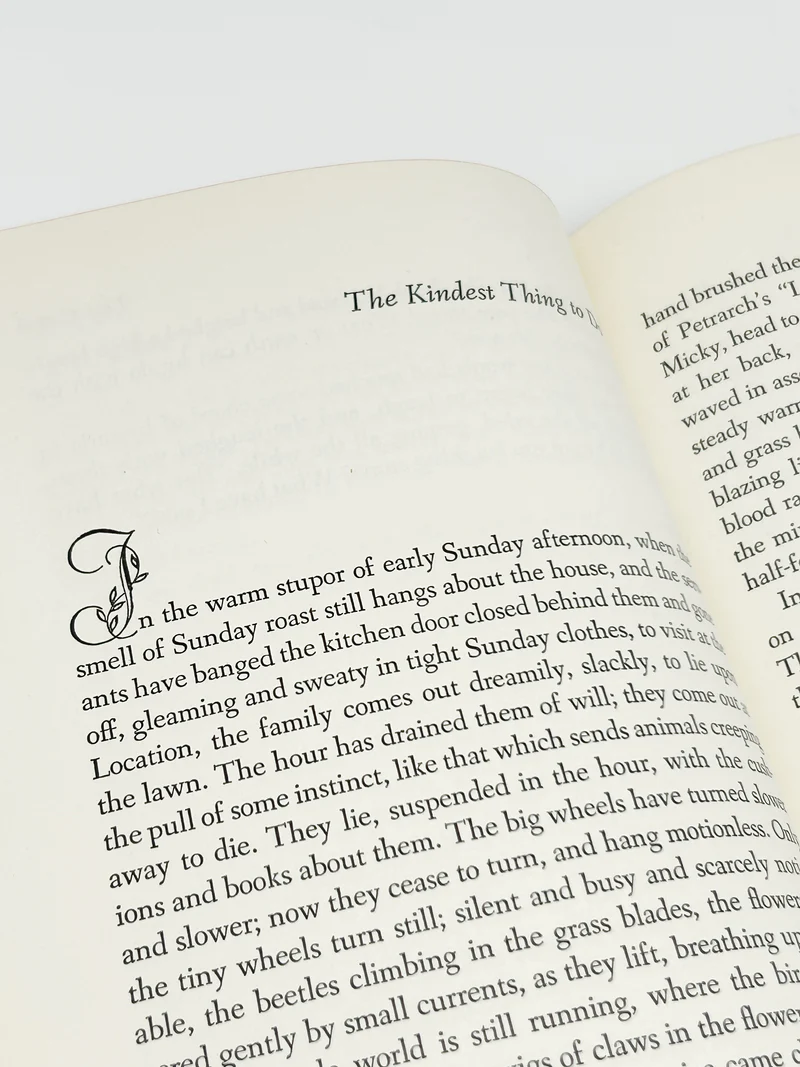 The Kindest Thing to Do
In the warm stupor of early Sunday afternoon, when the
smell of Sunday roast still hangs about the house, and the serv-
ants have banged the kitchen door closed behind them and gone
off, gleaming and sweaty in tight Sunday clothes, to visit at the
Location, the family comes out dreamily, slackly, to lie upon
the lawn. The hour has drained them of will; they come out
the pull of some instinct, like that which sends animals creeping
away to die. They lie, suspended in the hour, with the cush-
ions and books about them. The big wheels have turned slower
and slower; now they cease to turn, and hang motionless. Only
the tiny wheels turn still; silent and busy and scarcely
able, the beetles climbing in the grass blades, the
gently by small currents, as they lift, breathing up
world is still running, where the
of claws in the
came
hand brushed the
of Petrarch's
Micky, head to
at her back,
waved in
steady
and grass
blazing
blood
the
In
on